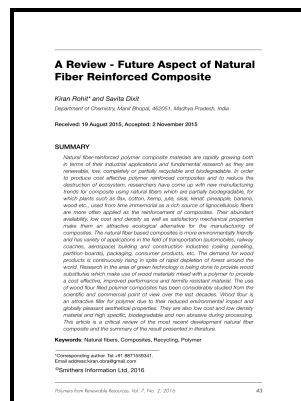 A Review - Future Aspect of Natural
Fiber Reinforced Composite
Kiran Rohit* and Savita Dixit
Department of Chemistry, Manit Bhopal, 462051, Madhya Pradesh, India
Received: 19 August 2015, Accepted: 2 November 2015
SUMMARY
Natural fiber-reinforced polymer composite materials are rapidly growing both
in terms of their industrial applications and fundamental research as they are
renewable, low, completely or partially recyclable and biodegradable. In
order to produce cost affective polymer reinforced composites and to reduce the
destruction of ecosystem, researchers have come up with new manufacturing
trends for composite using natural fibers which are partially biodegradable, for
which plants such as flax, cotton, hemp, jute, sisal, kenaf, pineapple, banana,
wood etc., used from time immemorial as a rich source of lignocellulosic fibers
are more often applied as the reinforcement of composites. Their abundant
availability, low cost and density as well as satisfactory mechanical properties
make them an attractive ecological alternative for the manufacturing of
composites. The natural fiber based composites is more environmentally friendly
and has variety of applications in the field of transportation (automobiles, railway
coaches, aerospace) building and construction industries (ceiling paneling,
partition boards), packaging, consumer products, etc. The demand for wood
products is continuously rising in spite of rapid depletion of forest around the
world. Research in the area of green technology is being done to provide wood
substitutes which make use of wood materials mixed with a polymer to provide
a cost effective, improved performance and termite resistant material. The use
of wood flour filled polymer composites has been considerably studied from the
scientific and commercial point of view over the last decades. Wood flour is
an attractive filler for polymer due to their reduced environmental impact and
globally pleasant aesthetical properties. They are also low cost and low density
material and high specific, biodegradable and non abrasive during processing.
This article is a critical review of the most recent development natural fiber
composite and the summary of the result presented in literature.
Keywords: Natural fibers, Composites, Recycling, Polymer
*Corresponding author: Tel:+91 8871559341.
Email address:kiran.obra@gmail.com
©Smithers Information Ltd, 2016
Polymers from Renewable Resources, Vol. 7, No. 2, 2016
43